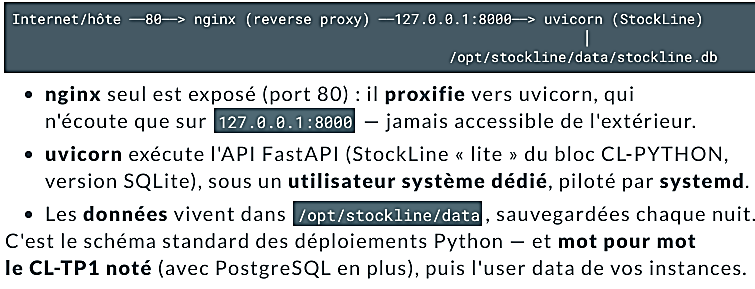 Internet/hôte —80—> nginx (reverse proxy) —127.0.0.1:8000—> uvicorn (StockLine)
|
/opt/stockline/data/stockline.db
• nginx seul est exposé (port 80) : il proxifie vers uvicorn, qui
n'écoute que sur 127.0.0.1:8000 — jamais accessible de l'extérieur.
• uvicorn exécute l'API FastAPI (StockLine « lite » du bloc CL-PYTHON,
version SQLite), sous un utilisateur système dédié, piloté par systemd.
• Les données vivent dans /opt/stockline/data, sauvegardées chaque nuit.
C'est le schéma standard des déploiements Python — et mot pour mot
le CL-TP1 noté (avec PostgreSQL en plus), puis l'user data de vos instances.